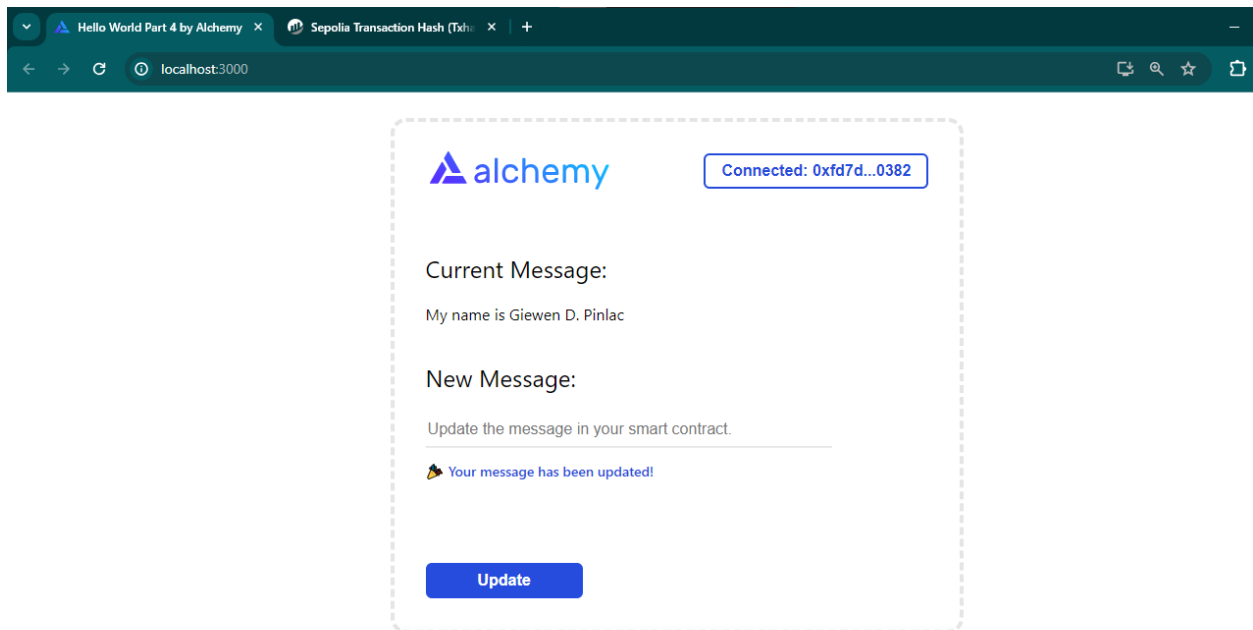 Hello World Part 4 by Alchemy
Sepolia Transaction Hash (Txha
localhost:3000
alchemy
Connected: 0xfd7d...0382
Current Message:
My name is Giewen D. Pinlac
New Message:
Update the message in your smart contract.
Your message has been updated!
Update